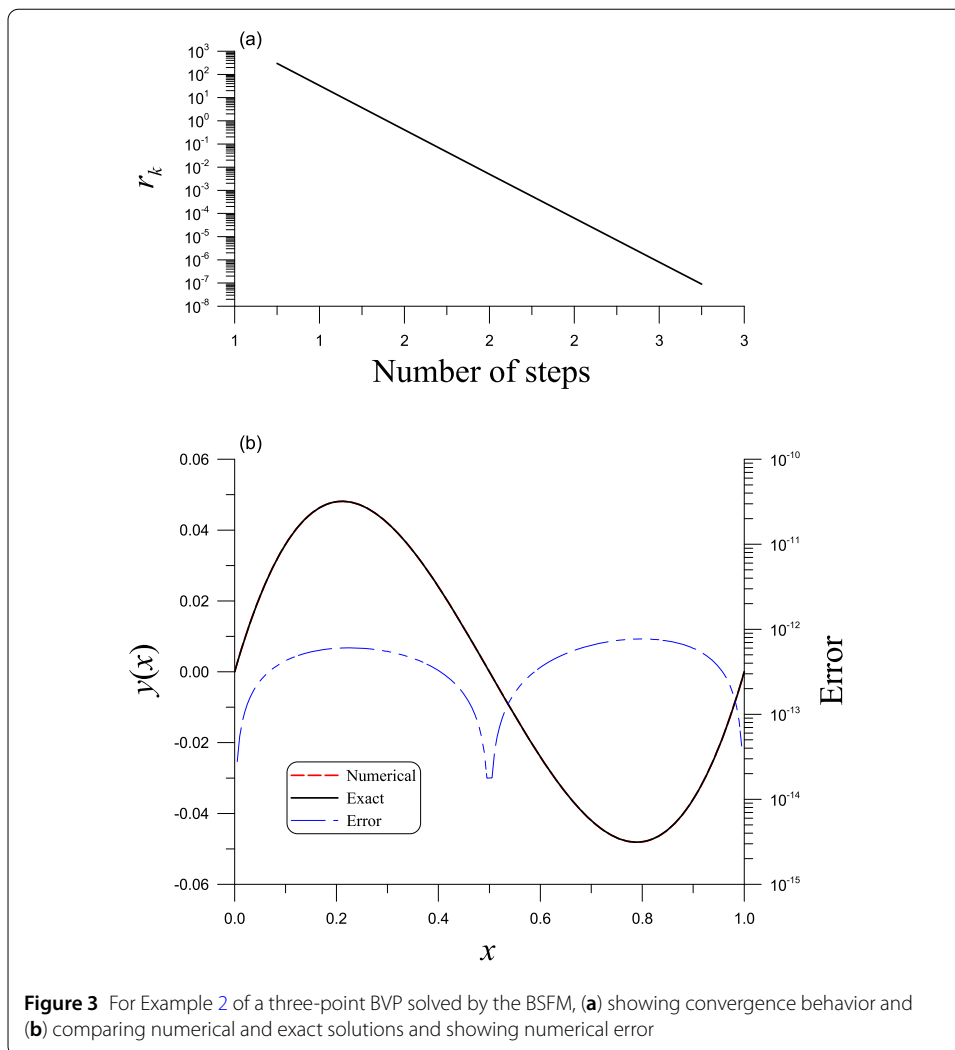 (a)
10^3
10^2
10^1
10^0
10^-1
10^-2
10^-3
10^-4
10^-5
10^-6
10^-7
10^-8
r_k
1 1 2 2 2 3 3
Number of steps
(b)
0.06
0.04
0.02
0.00
-0.02
-0.04
-0.06
y(x)
Numerical
Exact
Error
10^-10
10^-11
10^-12
10^-13
10^-14
10^-15
Error
0.0 0.2 0.4 0.6 0.8 1.0
x
Figure 3 For Example 2 of a three-point BVP solved by the BSFM, (a) showing convergence behavior and
(b) comparing numerical and exact solutions and showing numerical error